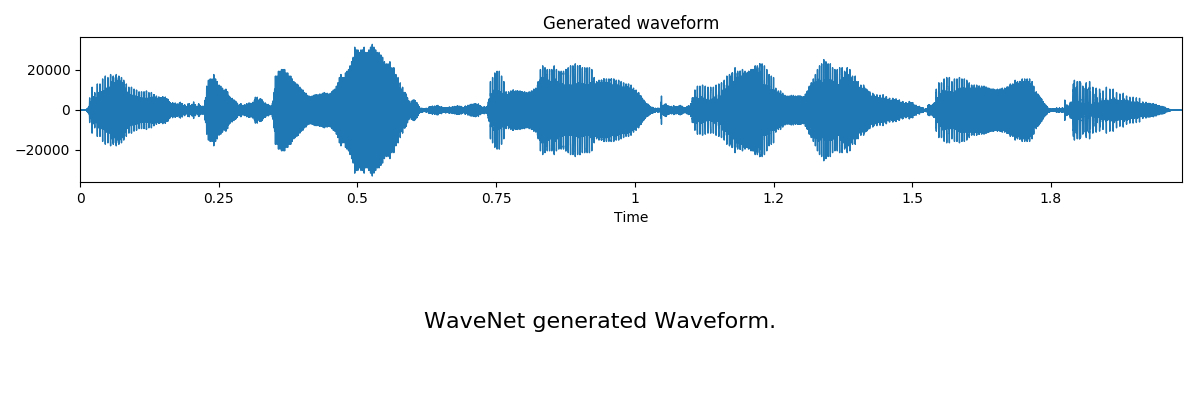 Generated waveform
20000
0
−20000
0 0.25 0.5 0.75 1 1.2 1.5 1.8
Time
WaveNet generated Waveform.